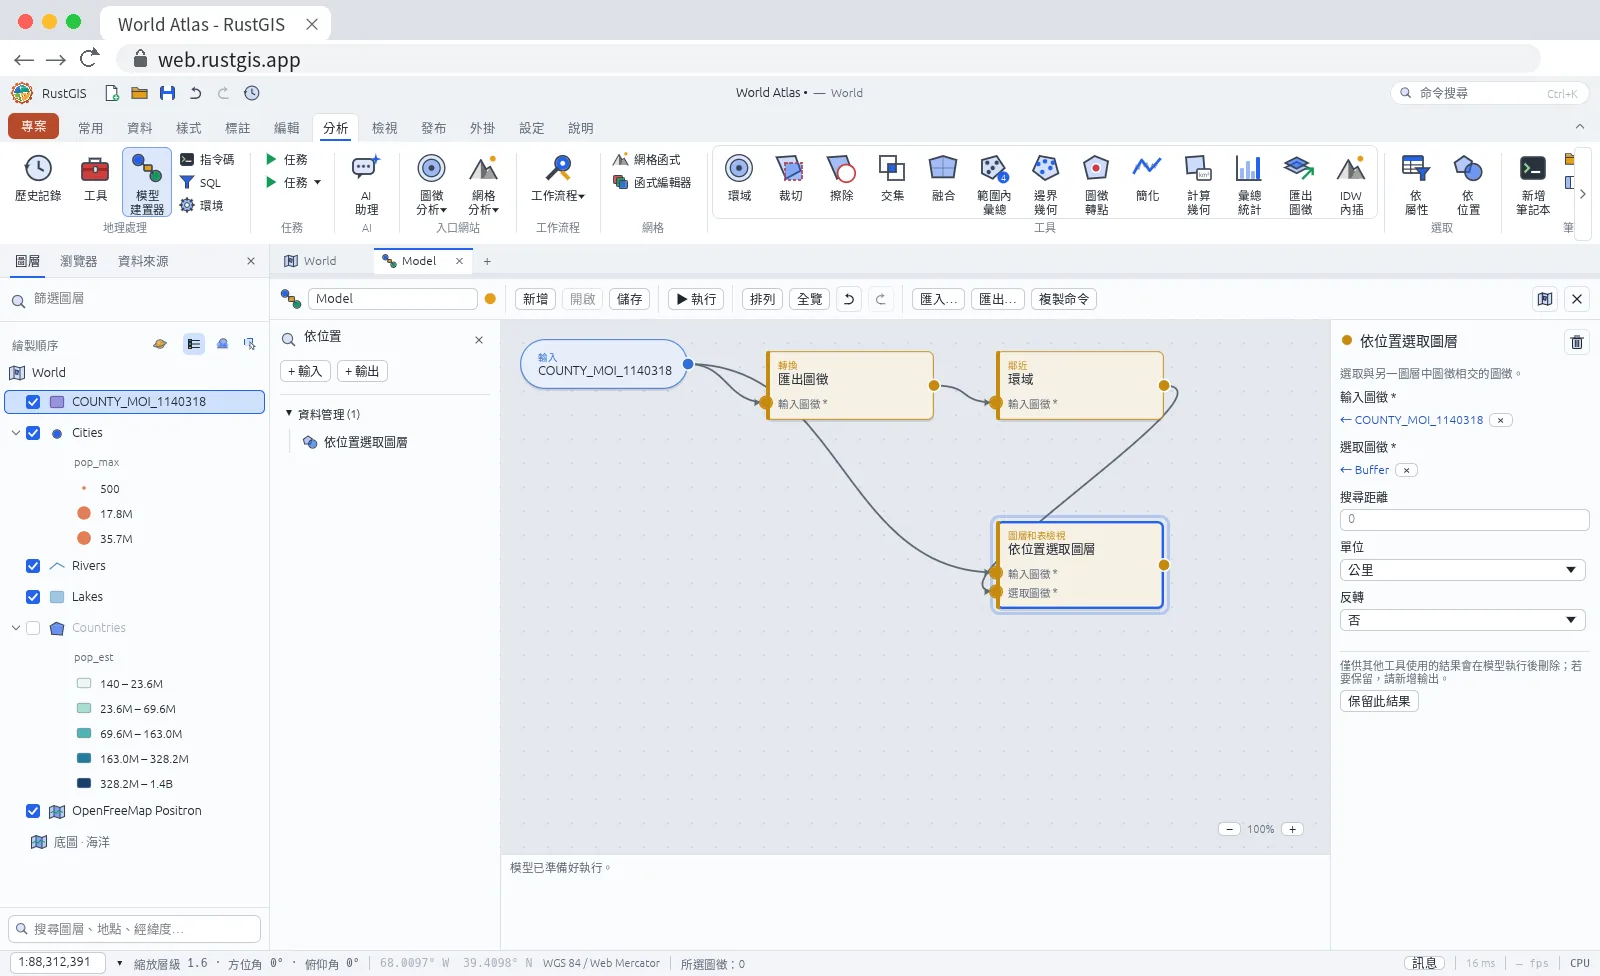 World Atlas - RustGIS
web.rustgis.app
RustGIS
World Atlas • — World
命令搜尋
Ctrl+K
專案
常用
資料
樣式
標註
編輯
分析
檢視
發布
外掛
設定
說明
歷史記錄
工具
模型
建置器
指令碼
SQL
環境
地理處理
任務
任務
任務
AI
助理
AI
圖徵
分析▾
網格
分析▾
入口網站
工作流程▾
工作流程
網格函式
函式編輯器
網格
環域
裁切
擦除
交集
融合
範圍內
彙總
邊界
幾何
圖徵
轉點
簡化
計算
幾何
彙總
統計
匯出
圖徵
IDW
內插
工具
依
屬性
依
位置
選取
新增
筆記本
筆
圖層
瀏覽器
資料來源
World
Model
篩選圖層
Model
新增
開啟
儲存
執行
排列
全覽
匯入…
匯出…
複製命令
繪製順序
World
COUNTY_MOI_1140318
Cities
pop_max
500
17.8M
35.7M
Rivers
Lakes
Countries
pop_est
140 – 23.6M
23.6M – 69.6M
69.6M – 163.0M
163.0M – 328.2M
328.2M – 1.4B
OpenFreeMap Positron
底圖 · 海洋
搜尋圖層、地點、經緯度…
依位置
+ 輸入
+ 輸出
資料管理 (1)
依位置選取圖層
輸入
COUNTY_MOI_1140318
轉換
匯出圖徵
輸入圖徵 *
鄰近
環域
輸入圖徵 *
圖層和表檢視
依位置選取圖層
輸入圖徵 *
選取圖徵 *
100%
模型已準備好執行。
依位置選取圖層
選取與另一圖層中圖徵相交的圖徵。
輸入圖徵 *
← COUNTY_MOI_1140318
選取圖徵 *
← Buffer
搜尋距離
0
單位
公里
反轉
否
僅供其他工具使用的結果會在模型執行後刪除；若
要保留，請新增輸出。
保留此結果
1:88,312,391
縮放層級 1.6 · 方位角 0° · 俯仰角 0°
68.0097° W 39.4098° N
WGS 84 / Web Mercator
所選圖徵：0
訊息
16 ms
– fps
CPU